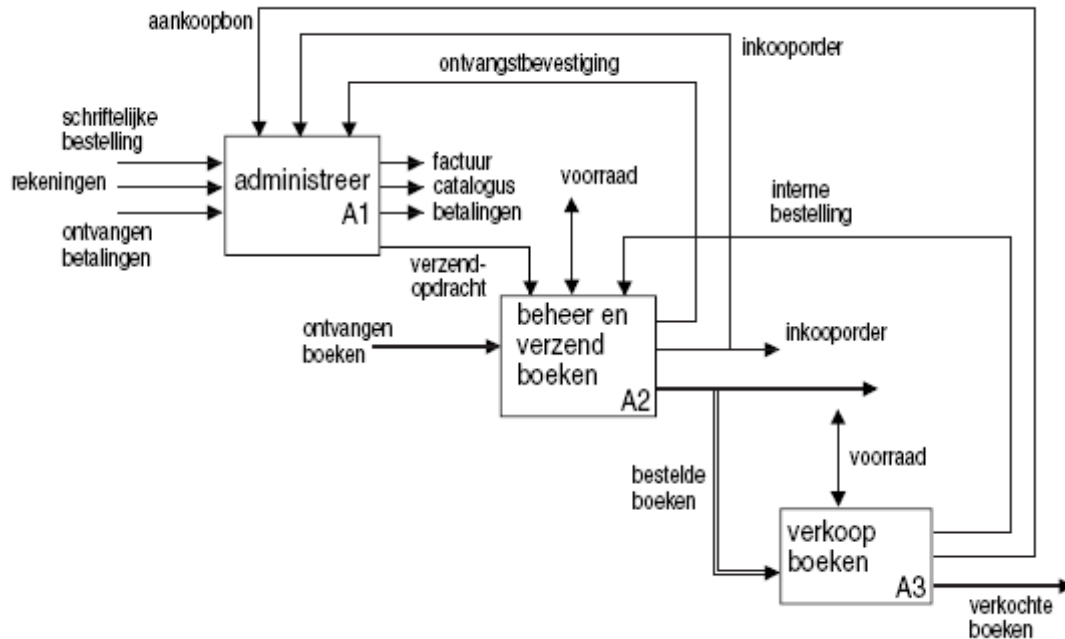 aankoopbon
inkooporder
ontvangstbevestiging
schriftelijke
bestelling
rekeningen
ontvangen
betalingen
administreer
A1
factuur
catalogus
betalingen
voorraad
interne
bestelling
verzend-
opdracht
ontvangen
boeken
beheer en
verzend
boeken
A2
inkooporder
bestelde
boeken
voorraad
verkoop
boeken
A3
verkochte
boeken